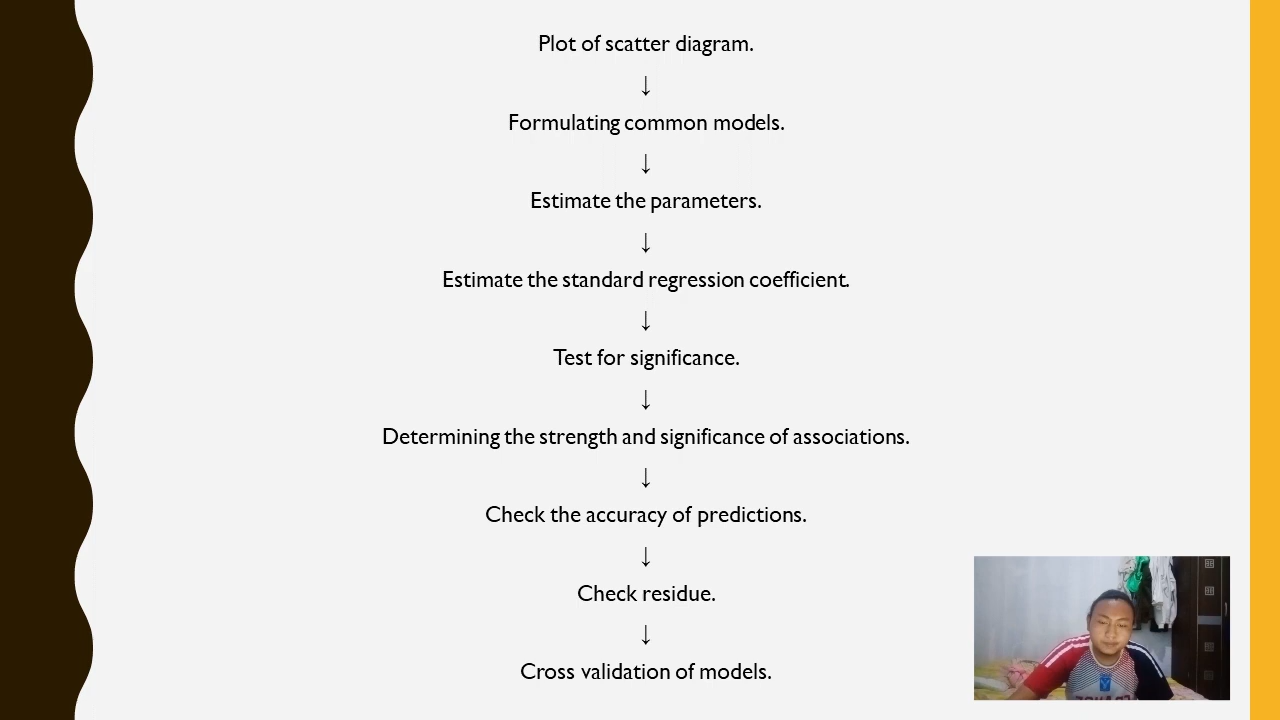 Plot of scatter diagram.
↓
Formulating common models.
↓
Estimate the parameters.
↓
Estimate the standard regression coefficient.
↓
Test for significance.
↓
Determining the strength and significance of associations.
↓
Check the accuracy of predictions.
↓
Check residue.
↓
Cross validation of models.